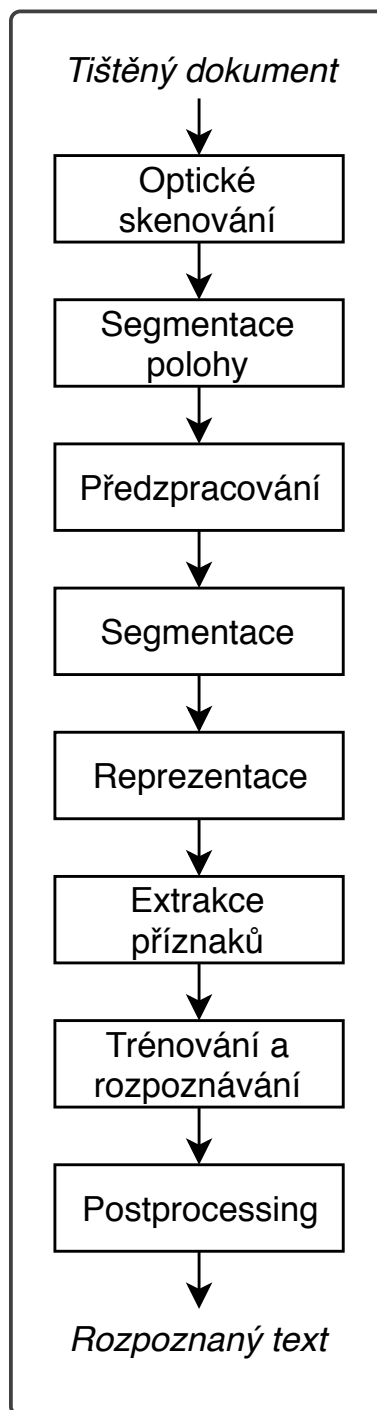 Tištěný dokument
Optické
skenování
Segmentace
polohy
Předzpracování
Segmentace
Reprezentace
Extrakce
příznaků
Trénování a
rozpoznávání
Postprocessing
Rozpoznaný text